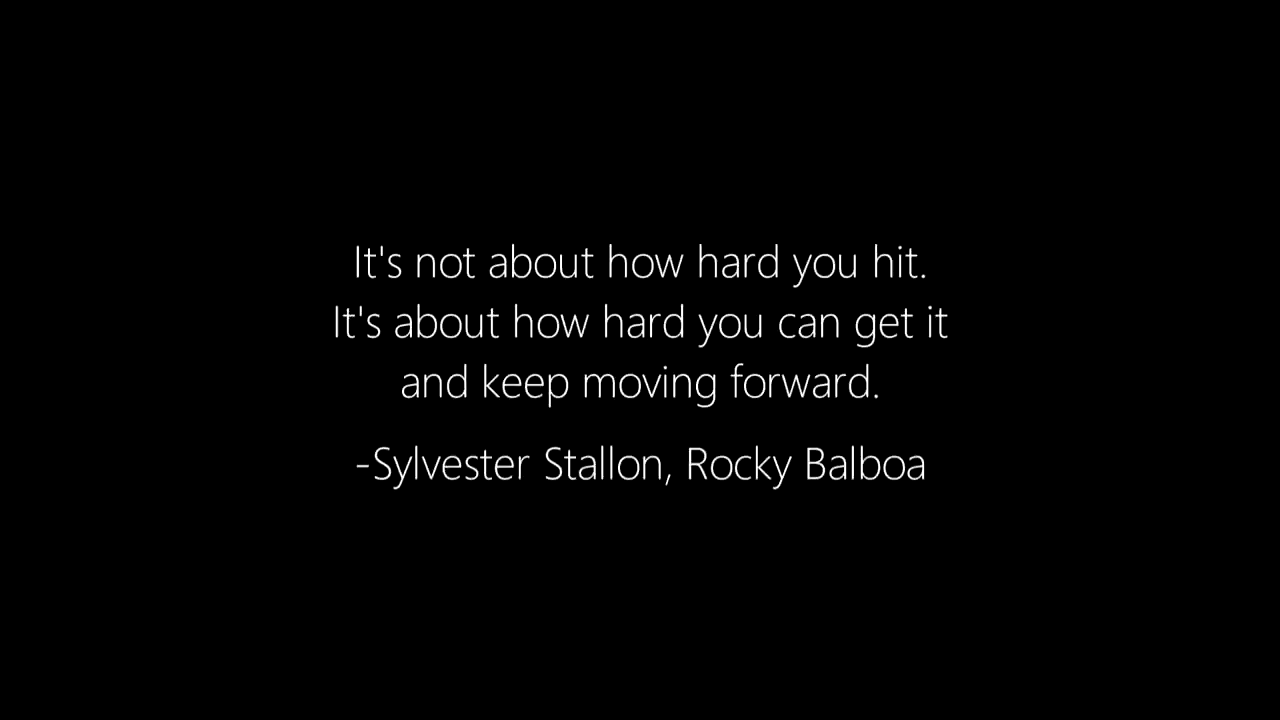 It's not about how hard you hit.
It's about how hard you can get it
and keep moving forward.
-Sylvester Stallon, Rocky Balboa